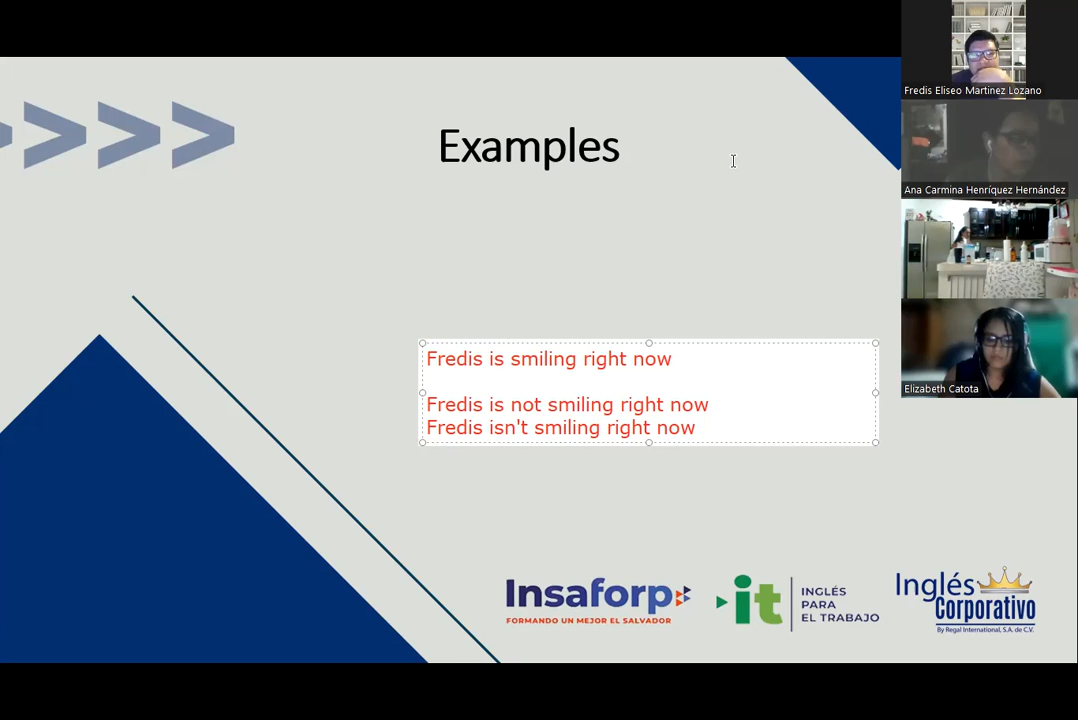 Examples
Fredis is smiling right now
Fredis is not smiling right now
Fredis isn't smiling right now
Insaforp
FORMANDO UN MEJOR EL SALVADOR
it
INGLÉS
PARA
EL TRABAJO
Inglés
Corporativo
By Regal International, S.A. de C.V.
Fredis Eliseo Martinez Lozano
Ana Carmina Henríquez Hernández
Elizabeth Catota